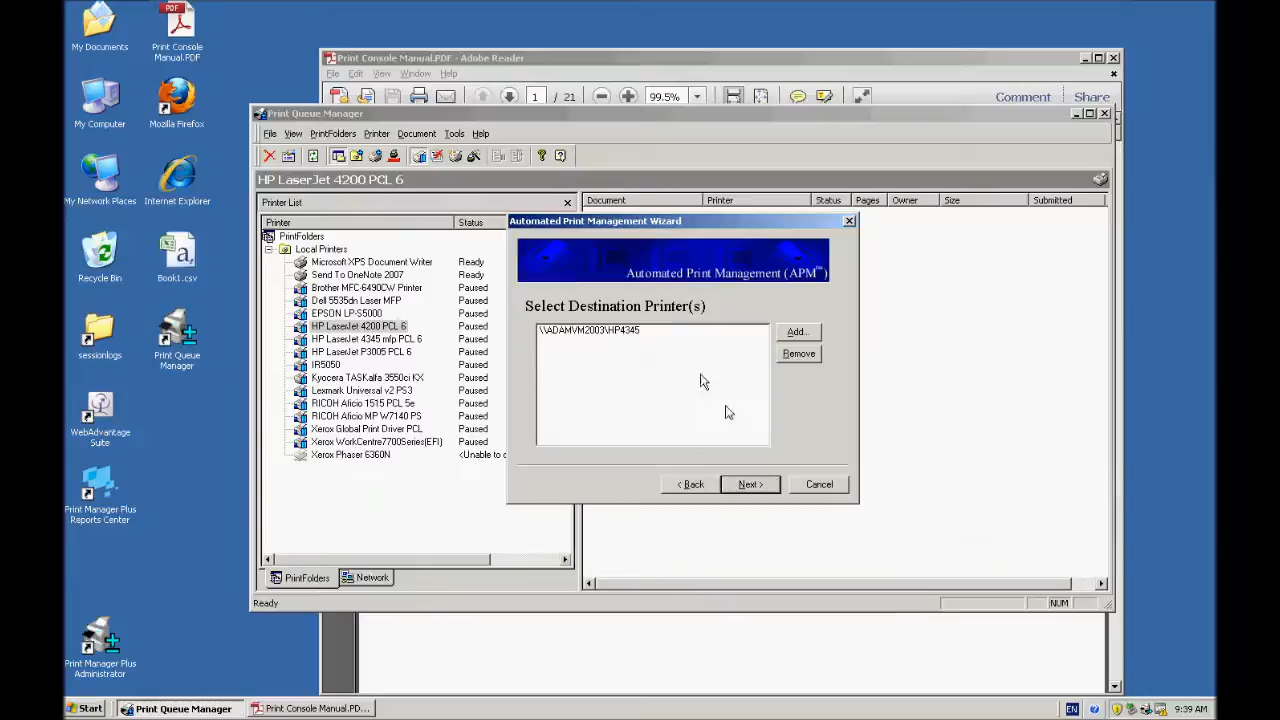 My Documents
Print Console
Manual.PDF
My Computer
Mozilla Firefox
My Network Places
Internet Explorer
Recycle Bin
Book1.csv
sessionlogs
Print Queue
Manager
WebAdvantage
Suite
Print Manager Plus
Reports Center
Print Manager Plus
Administrator
Print Console Manual.PDF - Adobe Reader
File Edit View Window Help
1 / 21 99.5% Comment Share
Print Queue Manager
File View PrintFolders Printer Document Tools Help
HP LaserJet 4200 PCL 6
Printer List
Document Printer Status Pages Owner Size Submitted
Printer Status
PrintFolders
Local Printers
Microsoft XPS Document Writer Ready
Send To OneNote 2007 Ready
Brother MFC-6490CW Printer Paused
Dell 5535dn Laser MFP Paused
EPSON LP-S5000 Paused
HP LaserJet 4200 PCL 6 Paused
HP LaserJet 4345 mfp PCL 6 Paused
HP LaserJet P3005 PCL 6 Paused
IR5050 Paused
Kyocera TASKalfa 3550ci KX Paused
Lexmark Universal v2 PS3 Paused
RICOH Aficio 1515 PCL 5e Paused
RICOH Aficio MP W7140 PS Paused
Xerox Global Print Driver PCL Paused
Xerox WorkCentre7700Series(EFI) Paused
Xerox Phaser 6360N <Unable to c
PrintFolders Network
Ready
NUM
Automated Print Management Wizard
Automated Print Management (APM™)
Select Destination Printer(s)
\\ADAMVM2003\HP4345
Add...
Remove
< Back Next > Cancel
Start Print Queue Manager Print Console Manual.PD... EN 9:39 AM